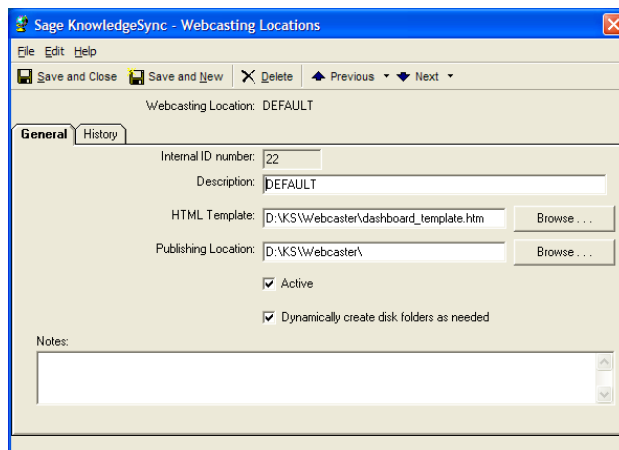 Sage KnowledgeSync - Webcasting Locations
File Edit Help
Save and Close Save and New Delete Previous Next
Webcasting Location: DEFAULT
General History
Internal ID number: 22
Description: DEFAULT
HTML Template: D:\KS\Webcaster\dashboard_template.htm Browse . . .
Publishing Location: D:\KS\Webcaster\ Browse . . .
Active
Dynamically create disk folders as needed
Notes: